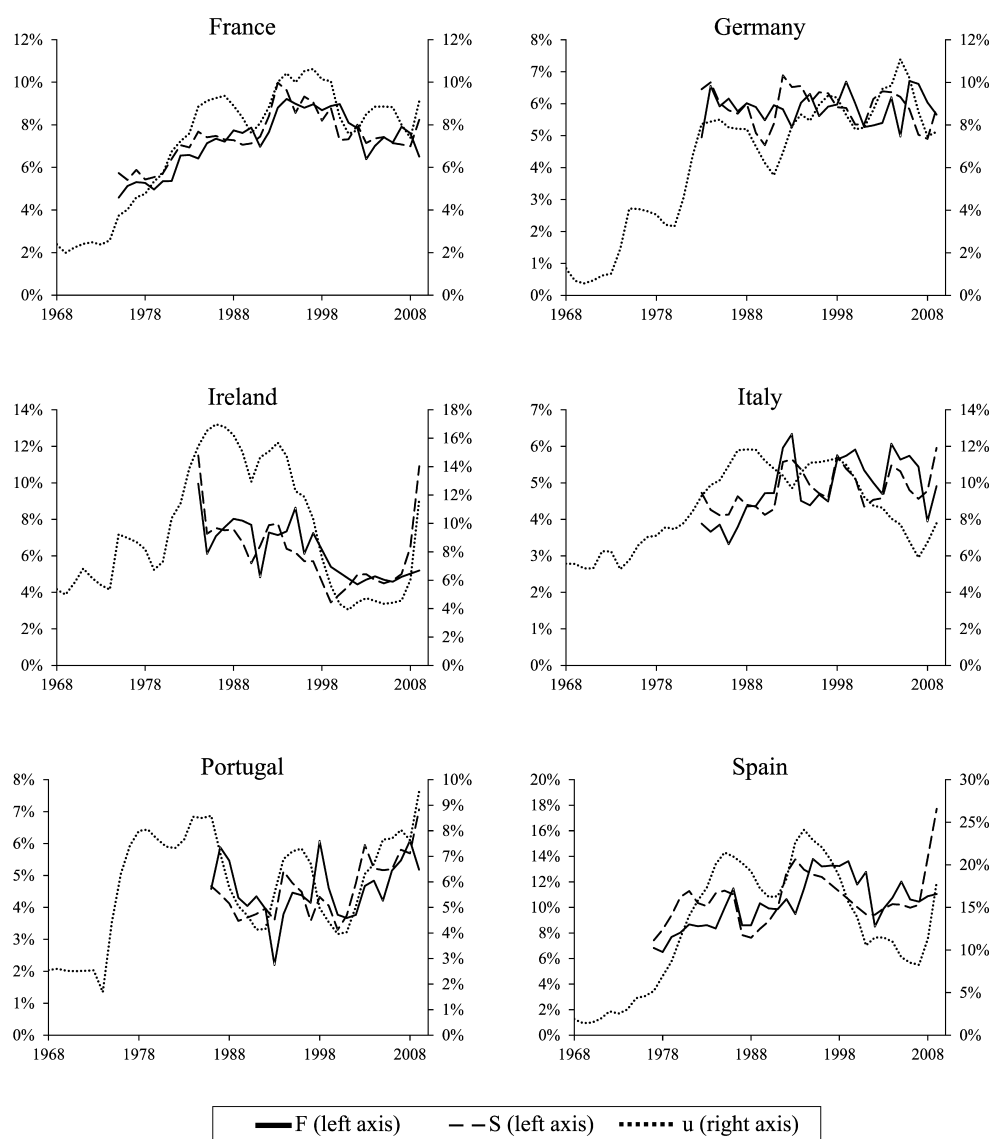 France Germany
12% 12% 8% 12%
10% 10% 7% 10%
8% 8% 6% 8%
6% 6% 5% 6%
4% 4% 4% 4%
2% 2% 3% 2%
0% 0% 2% 0%
1%
0%
1968 1978 1988 1998 2008 1968 1978 1988 1998 2008
Ireland Italy
14% 18% 7% 14%
12% 16% 6% 12%
10% 14% 5% 10%
8% 12% 4% 8%
6% 10% 3% 6%
4% 8% 2% 4%
2% 6% 1% 2%
0% 4% 0% 0%
2%
0%
1968 1978 1988 1998 2008 1968 1978 1988 1998 2008
Portugal Spain
8% 10% 20% 30%
7% 9% 18% 25%
6% 8% 16% 20%
5% 7% 14% 15%
4% 6% 12% 10%
3% 5% 10% 5%
2% 4% 8% 0%
1% 3% 6%
0% 2% 4%
1% 2%
0% 0%
1968 1978 1988 1998 2008 1968 1978 1988 1998 2008
F (left axis) S (left axis) u (right axis)